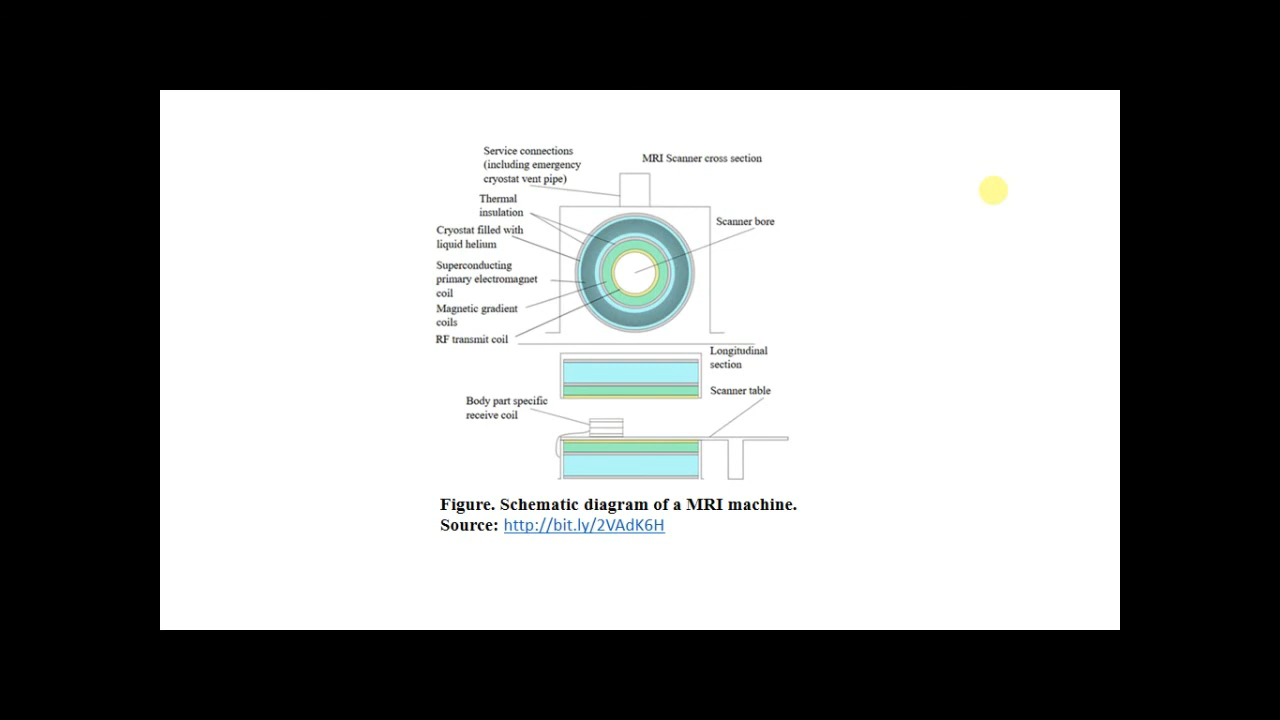 Service connections
(including emergency
cryostat vent pipe)
MRI Scanner cross section
Thermal
insulation
Scanner bore
Cryostat filled with
liquid helium
Superconducting
primary electromagnet
coil
Magnetic gradient
coils
RF transmit coil
Longitudinal
section
Scanner table
Body part specific
receive coil
Figure. Schematic diagram of a MRI machine.
Source: http://bit.ly/2VAdK6H